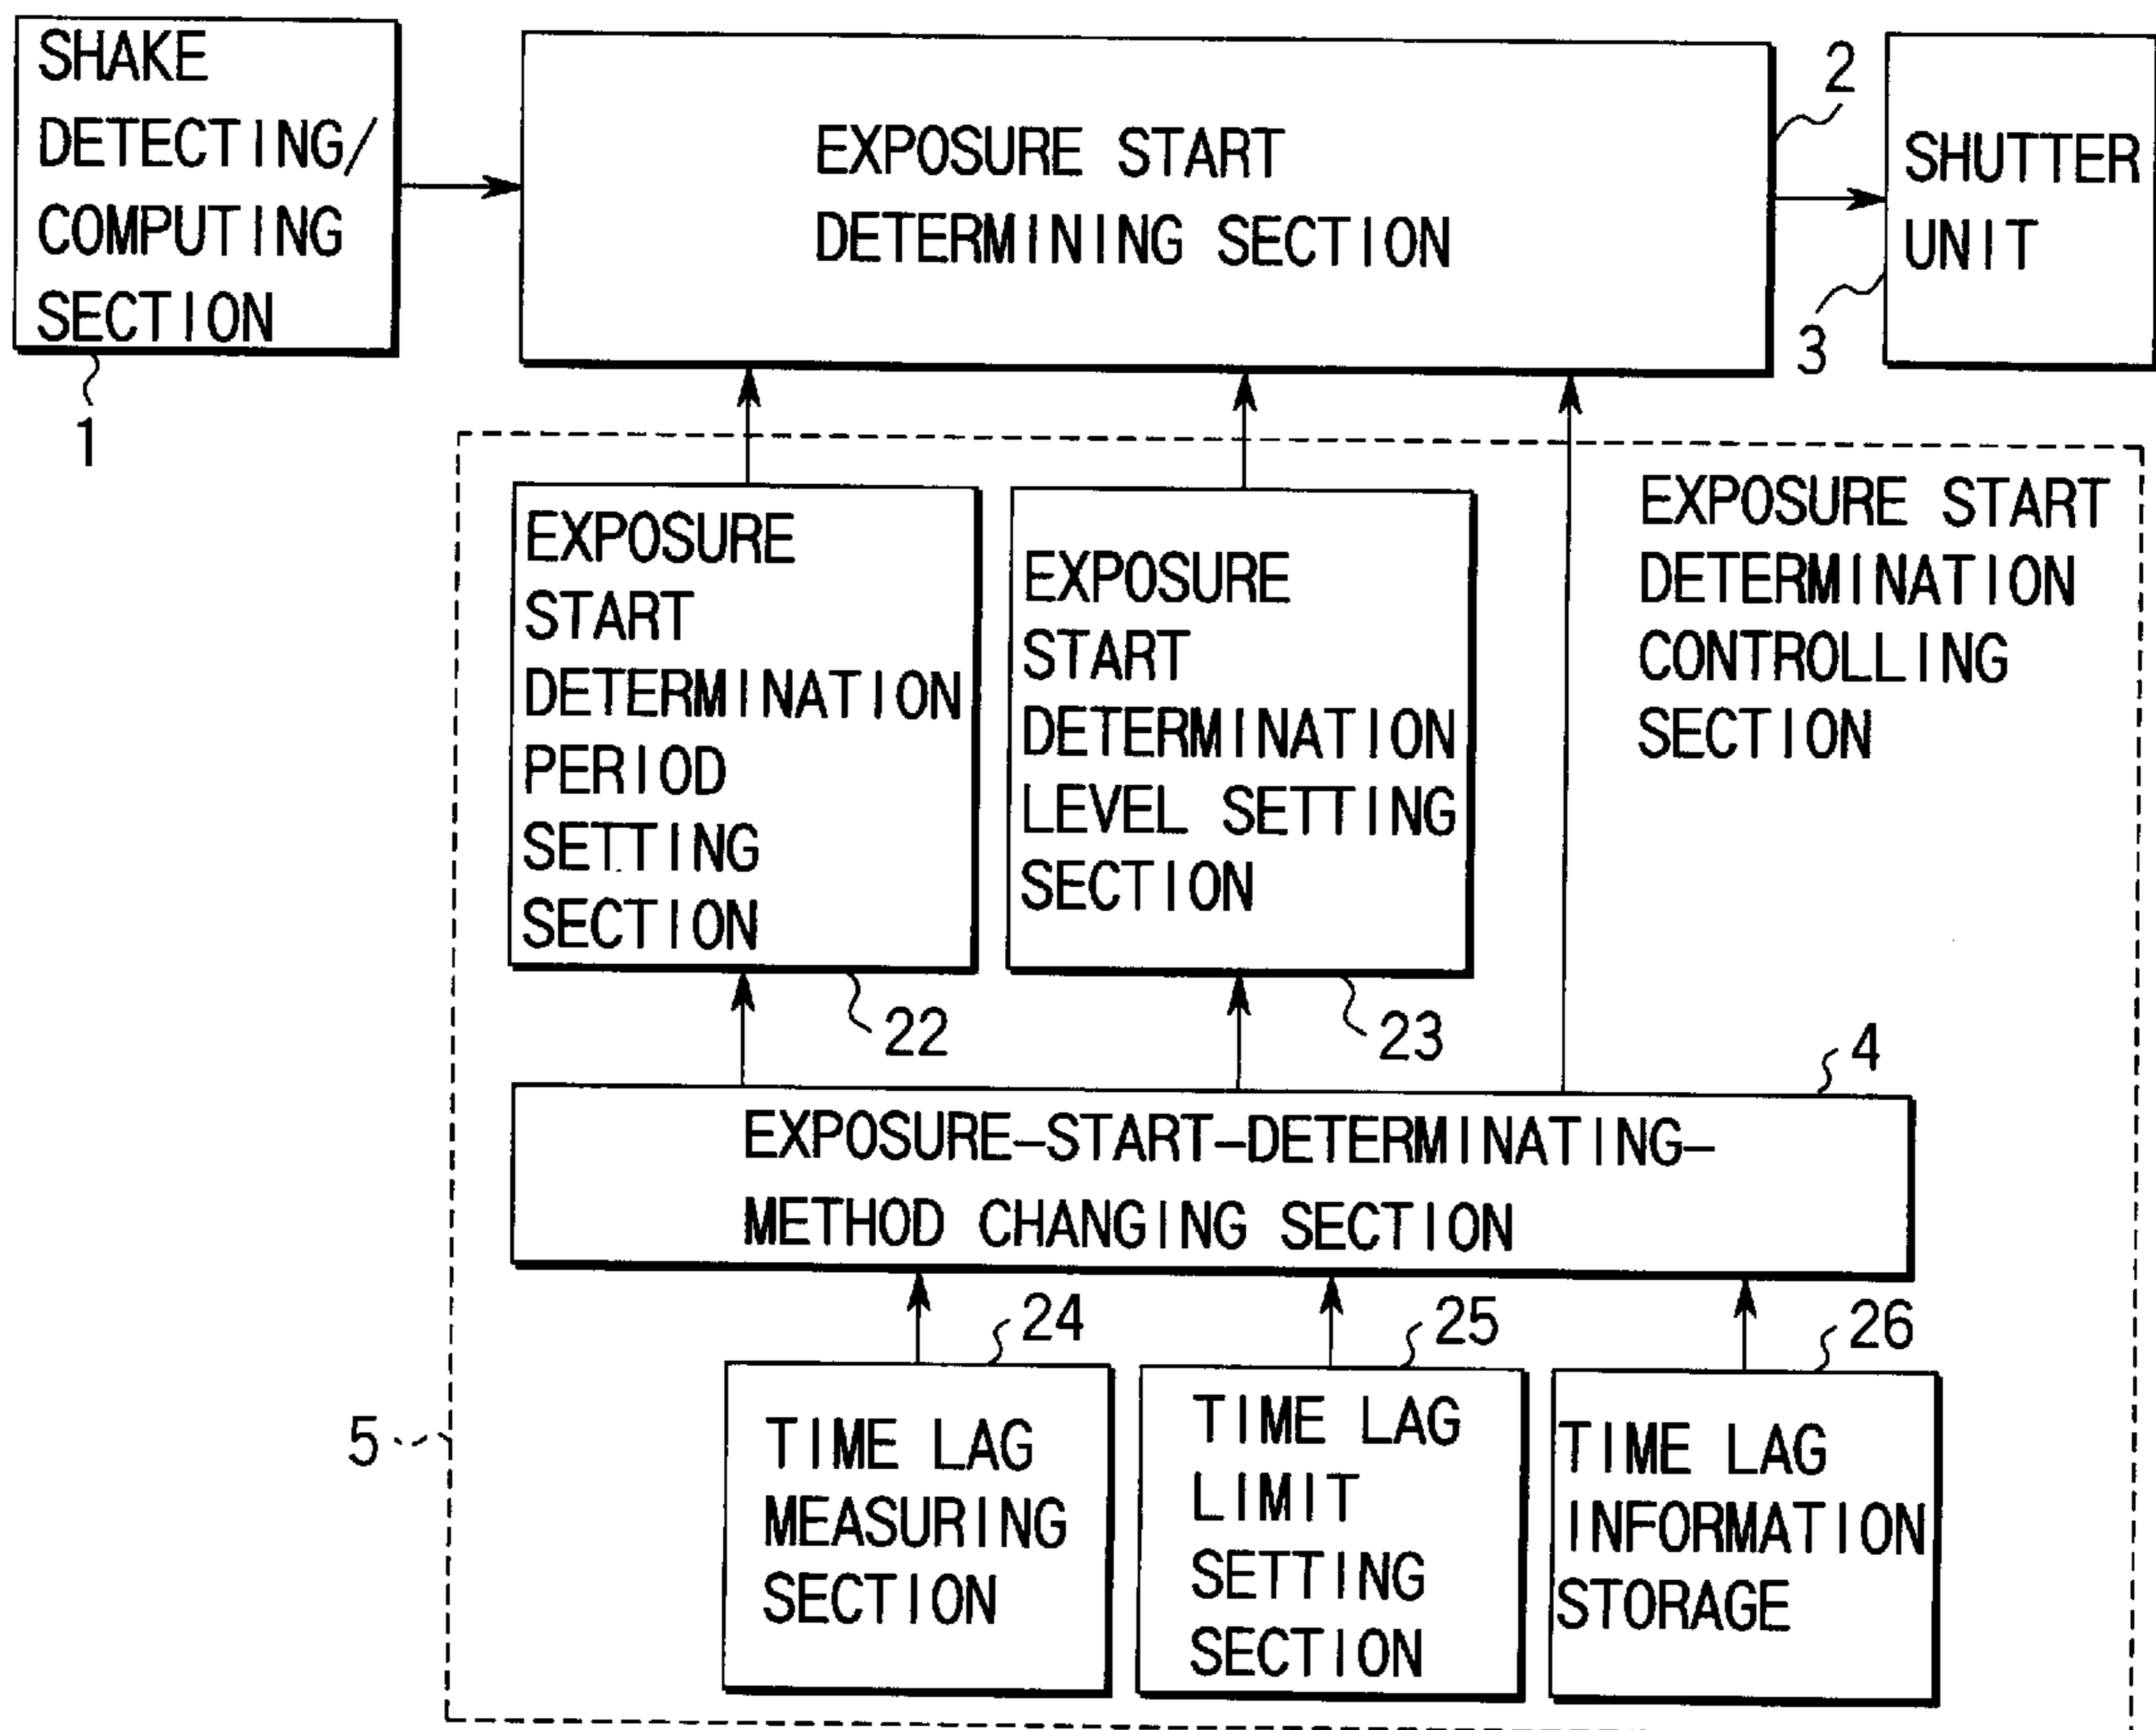 SHAKE
DETECTING/
COMPUTING
SECTION
1
EXPOSURE START
DETERMINING SECTION
2
SHUTTER
UNIT
3
EXPOSURE
START
DETERMINATION
PERIOD
SETTING
SECTION
22
EXPOSURE
START
DETERMINATION
LEVEL SETTING
SECTION
23
EXPOSURE START
DETERMINATION
CONTROLLING
SECTION
4
EXPOSURE-START-DETERMINATING-
METHOD CHANGING SECTION
24
25
26
5
TIME LAG
MEASURING
SECTION
TIME LAG
LIMIT
SETTING
SECTION
TIME LAG
INFORMATION
STORAGE